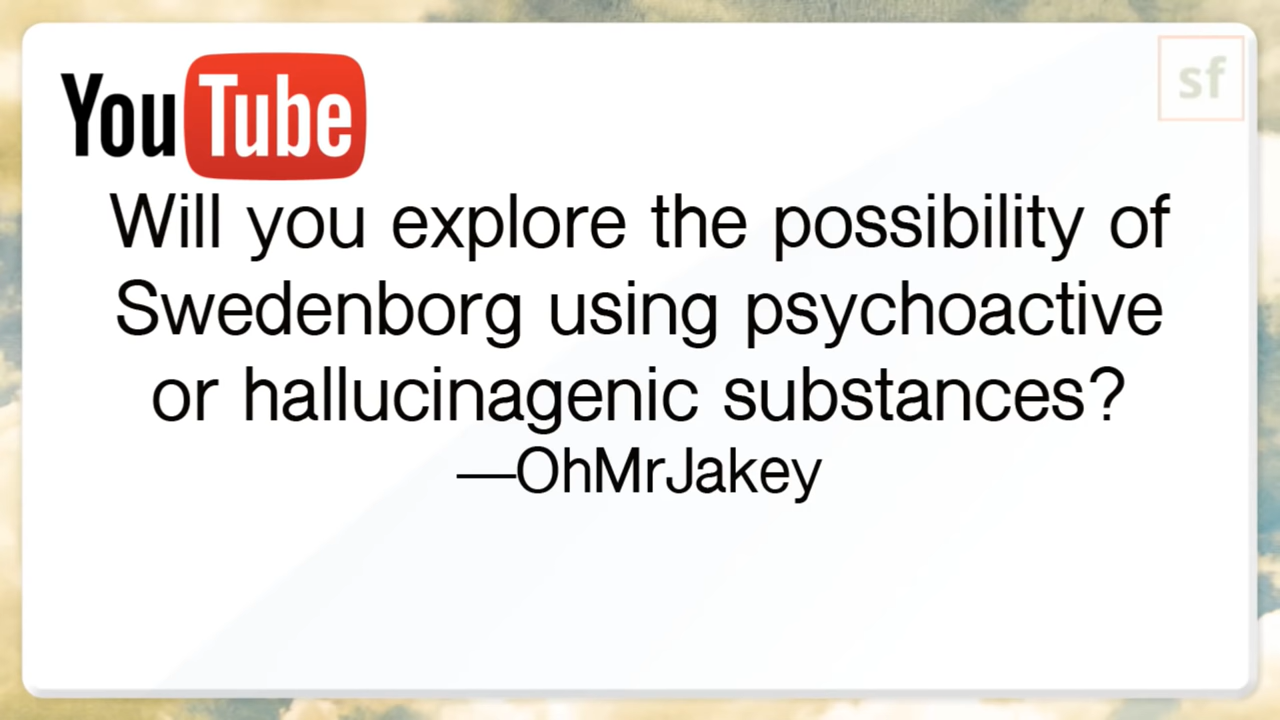 YouTube
sf
Will you explore the possibility of
Swedenborg using psychoactive
or hallucinagenic substances?
—OhMrJakey